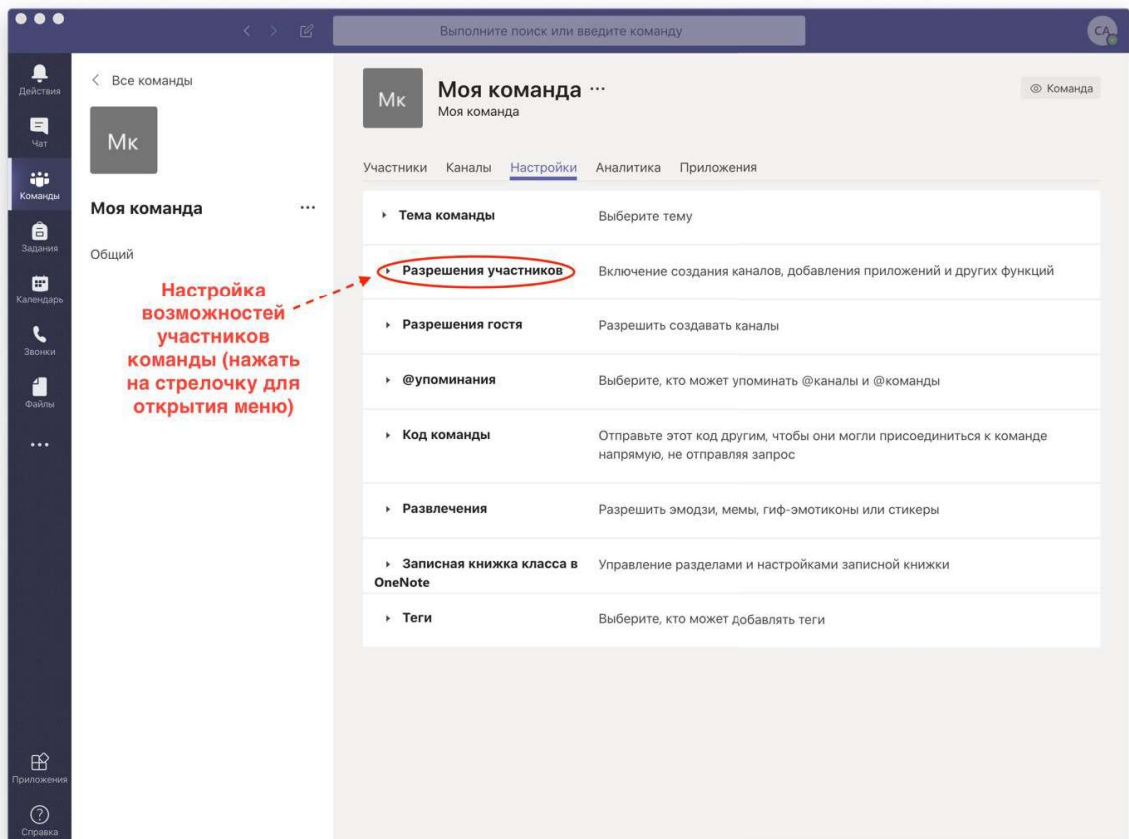 Выполните поиск или введите команду
CA
Действия
Чат
Команды
Задания
Календарь
Звонки
Файлы
Приложения
Справка
Все команды
Мк
Моя команда
Общий
Настройка
возможностей
участников
команды (нажать
на стрелочку для
открытия меню)
Мк
Моя команда
Моя команда
Команда
Участники Каналы Настройки Аналитика Приложения
Тема команды Выберите тему
Разрешения участников Включение создания каналов, добавления приложений и других функций
Разрешения гостя Разрешить создавать каналы
@упоминания Выберите, кто может упоминать @каналы и @команды
Код команды Отправьте этот код другим, чтобы они могли присоединиться к команде
напрямую, не отправляя запрос
Развлечения Разрешить эмодзи, мемы, гиф-эмотиконы или стикеры
Записная книжка класса в Управление разделами и настройками записной книжки
OneNote
Теги Выберите, кто может добавлять теги